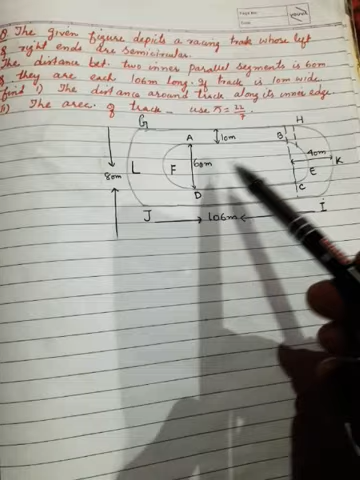 Q The given figure depicts a racing track whose left
& right ends are semicircular.
The distance bet. two inner parallel segments is 60m
& they are each 106m long if track is 10m wide
find 1) The distance around track along its inner edge
The area of track. use π = 22/7.
G H
A 10m B
L F 60m 40m K
80m E
D C
J 106m I